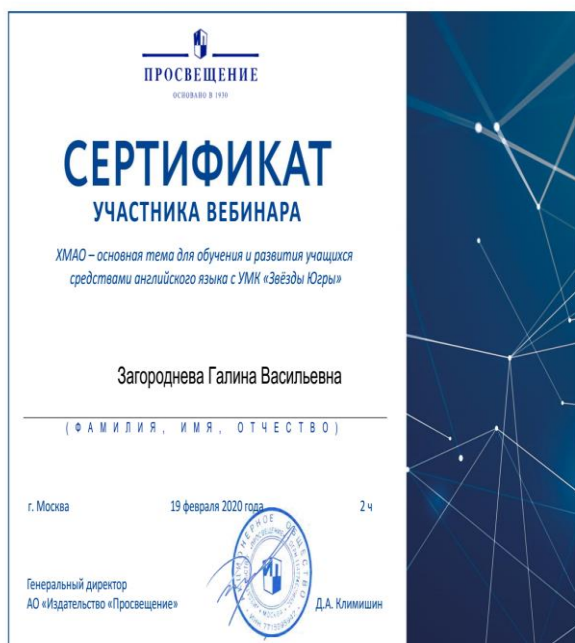 ПРОСВЕЩЕНИЕ
ОСНОВАНО В 1930
СЕРТИФИКАТ
УЧАСТНИКА ВЕБИНАРА
ХМАО – основная тема для обучения и развития учащихся
средствами английского языка с УМК «Звёзды Югры»
Загороднева Галина Васильевна
(ФАМИЛИЯ, ИМЯ, ОТЧЕСТВО)
г. Москва 19 февраля 2020 года 2 ч
Генеральный директор
АО «Издательство «Просвещение» Д.А. Климишин